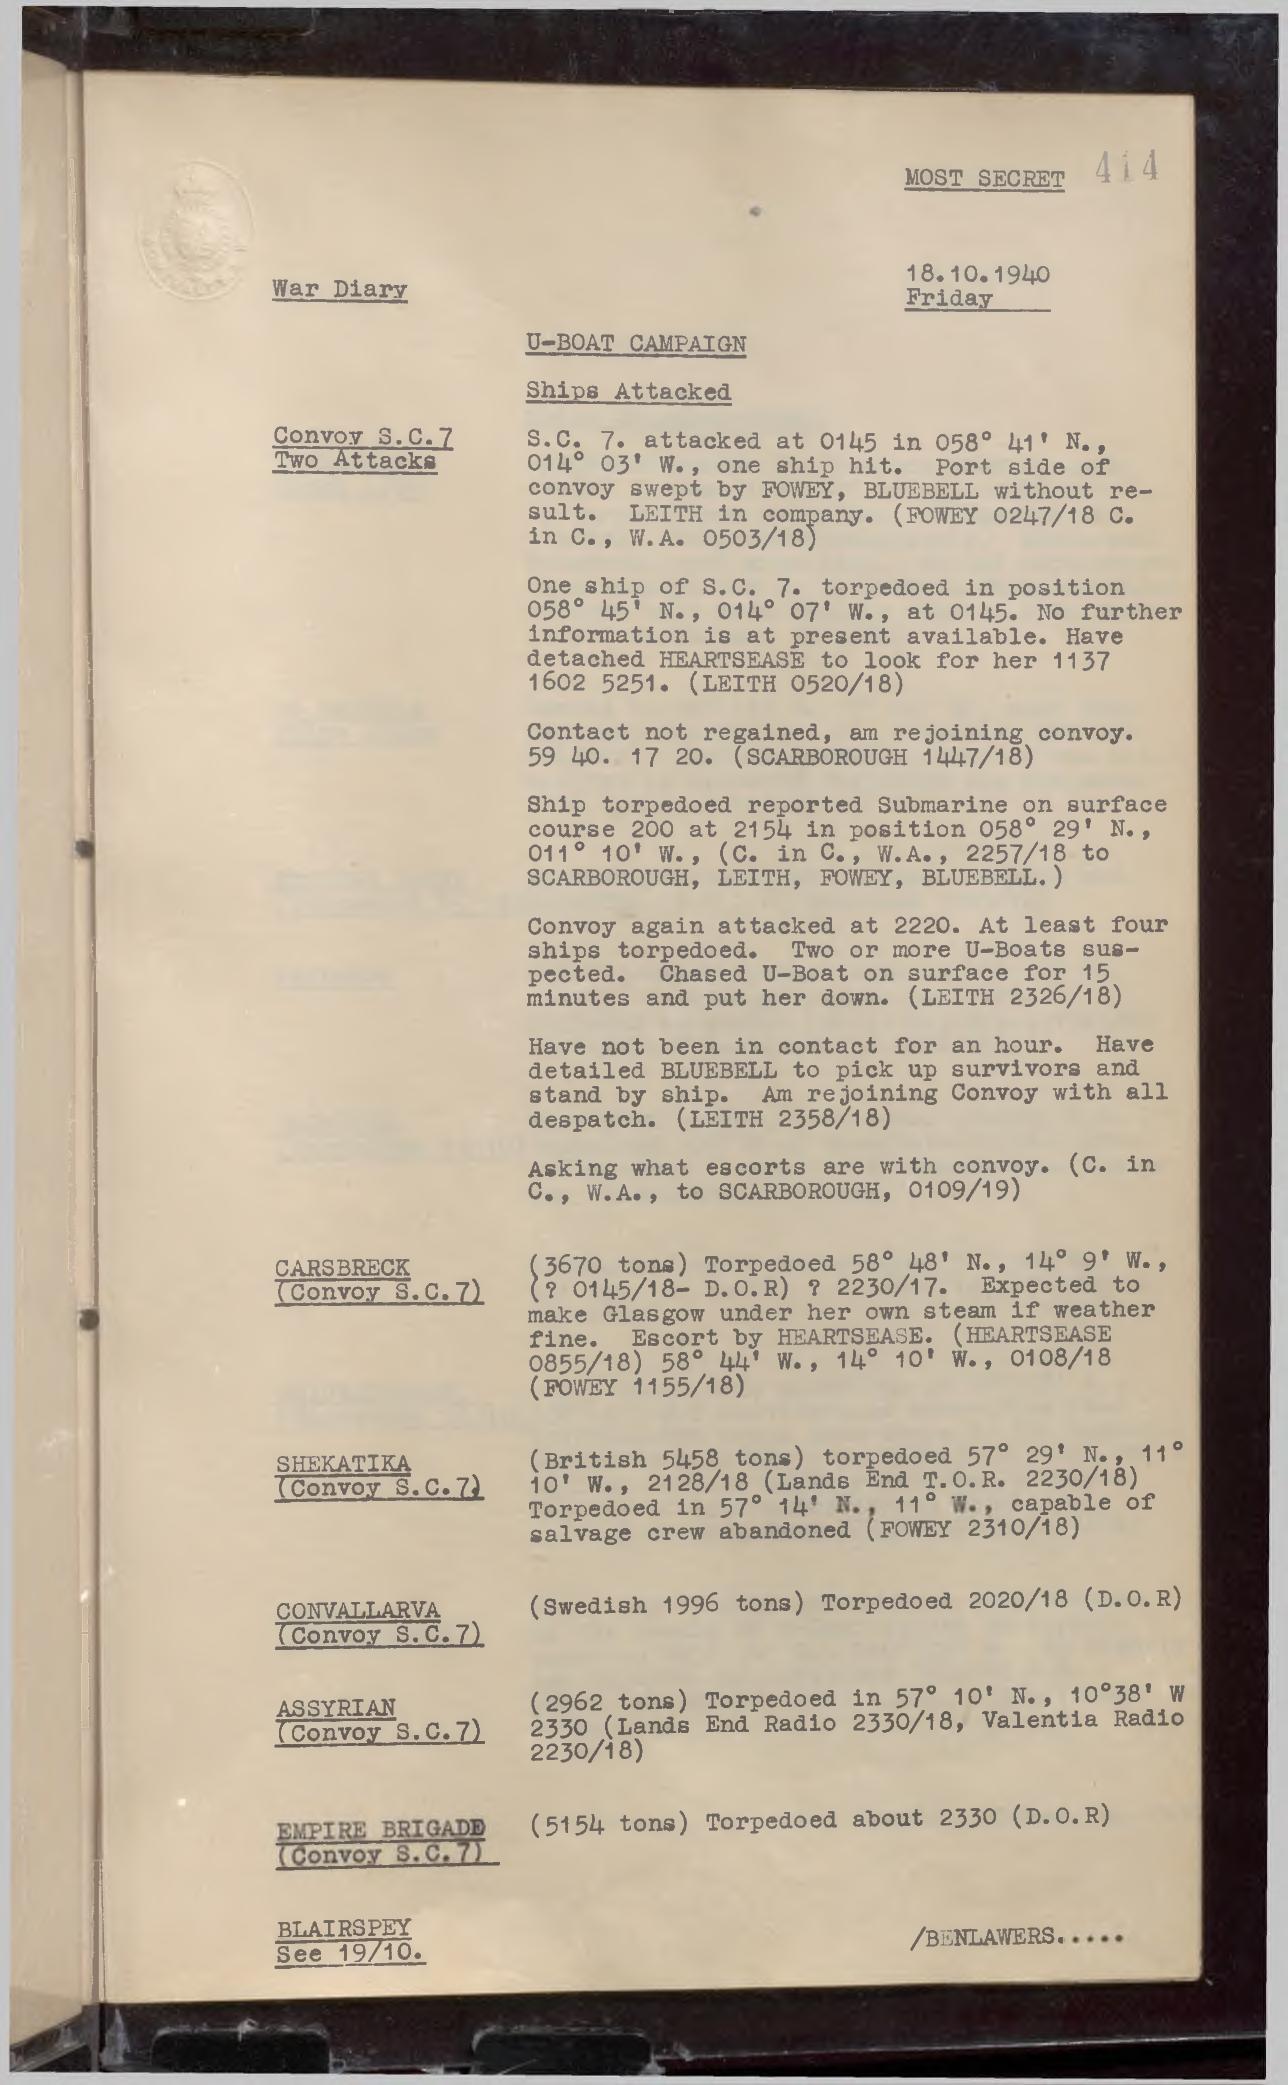 MOST SECRET 414
18.10.1940
War Diary
Friday
U-BOAT CAMPAIGN
Ships Attacked
Convoy S.C.7
Two Attacks
S.C. 7. attacked at 0145 in 058° 41' N.,
014° 03' W., one ship hit. Port side of
convoy swept by FOWEY, BLUEBELL without re-
sult. LEITH in company. (FOWEY 0247/18 C.
in C., W.A. 0503/18)
One ship of S.C. 7. torpedoed in position
058° 45' N., 014° 07' W., at 0145. No further
information is at present available. Have
detached HEARTSEASE to look for her 1137
1602 5251. (LEITH 0520/18)
Contact not regained, am rejoining convoy.
59 40. 17 20. (SCARBOROUGH 1447/18)
Ship torpedoed reported Submarine on surface
course 200 at 2154 in position 058° 29' N.,
011° 10' W., (C. in C., W.A., 2257/18 to
SCARBOROUGH, LEITH, FOWEY, BLUEBELL.)
Convoy again attacked at 2220. At least four
ships torpedoed. Two or more U-Boats sus-
pected. Chased U-Boat on surface for 15
minutes and put her down. (LEITH 2326/18)
Have not been in contact for an hour. Have
detailed BLUEBELL to pick up survivors and
stand by ship. Am rejoining Convoy with all
despatch. (LEITH 2358/18)
Asking what escorts are with convoy. (C. in
C., W.A., to SCARBOROUGH, 0109/19)
CARSBRECK
(Convoy S.C.7)
(3670 tons) Torpedoed 58° 48' N., 14° 9' W.,
(? 0145/18- D.O.R) ? 2230/17. Expected to
make Glasgow under her own steam if weather
fine. Escort by HEARTSEASE. (HEARTSEASE
0855/18) 58° 44' W., 14° 10' W., 0108/18
(FOWEY 1155/18)
SHEKATIKA
(Convoy S.C.7)
(British 5458 tons) torpedoed 57° 29' N., 11°
10' W., 2128/18 (Lands End T.O.R. 2230/18)
Torpedoed in 57° 14' N., 11° W., capable of
salvage crew abandoned (FOWEY 2310/18)
CONVALLARVA
(Convoy S.C.7)
(Swedish 1996 tons) Torpedoed 2020/18 (D.O.R)
ASSYRIAN
(Convoy S.C.7)
(2962 tons) Torpedoed in 57° 10' N., 10°38' W
2330 (Lands End Radio 2330/18, Valentia Radio
2230/18)
EMPIRE BRIGADE
(Convoy S.C.7)
(5154 tons) Torpedoed about 2330 (D.O.R)
BLAIRSPEY
See 19/10.
/BENLAWERS.....